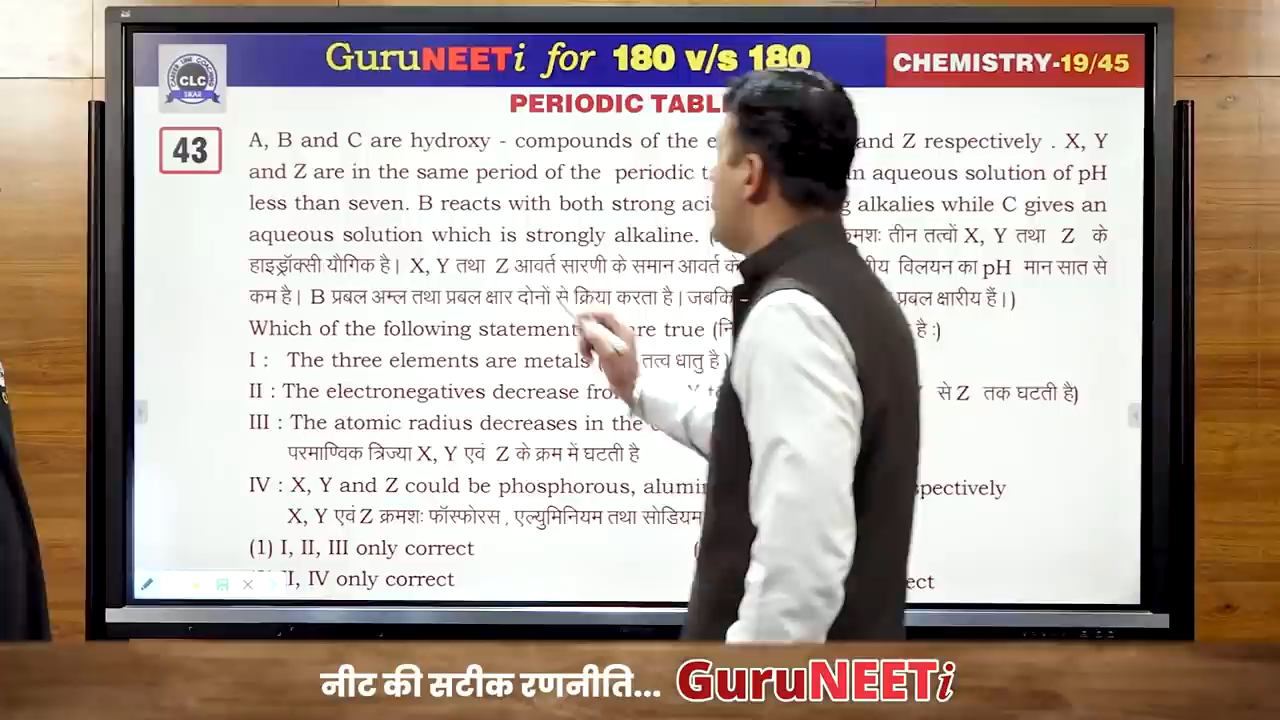 GuruNEETi for 180 v/s 180
CHEMISTRY-19/45
CLC
SIKAR
PERIODIC TABL
43
A, B and C are hydroxy - compounds of the e and Z respectively . X, Y
and Z are in the same period of the periodic t n aqueous solution of pH
less than seven. B reacts with both strong aci g alkalies while C gives an
aqueous solution which is strongly alkaline. ( क्रमशः तीन तत्वों X, Y तथा Z के
हाइड्रॉक्सी यौगिक है। X, Y तथा Z आवर्त सारणी के समान आवर्त के ीय विलयन का pH मान सात से
कम है। B प्रबल अम्ल तथा प्रबल क्षार दोनों से क्रिया करता है। जबकि प्रबल क्षारीय हैं।)
Which of the following statement are true (नि है :)
I : The three elements are metals ( तत्व धातु है )
II : The electronegatives decrease fro Y to से Z तक घटती है)
III : The atomic radius decreases in the
परमाण्विक त्रिज्या X, Y एवं Z के क्रम में घटती है
IV : X, Y and Z could be phosphorous, alumi spectively
X, Y एवं Z क्रमशः फॉस्फोरस , एल्युमिनियम तथा सोडियम
(1) I, II, III only correct (
II, IV only correct ect
नीट की सटीक रणनीति... GuruNEETi